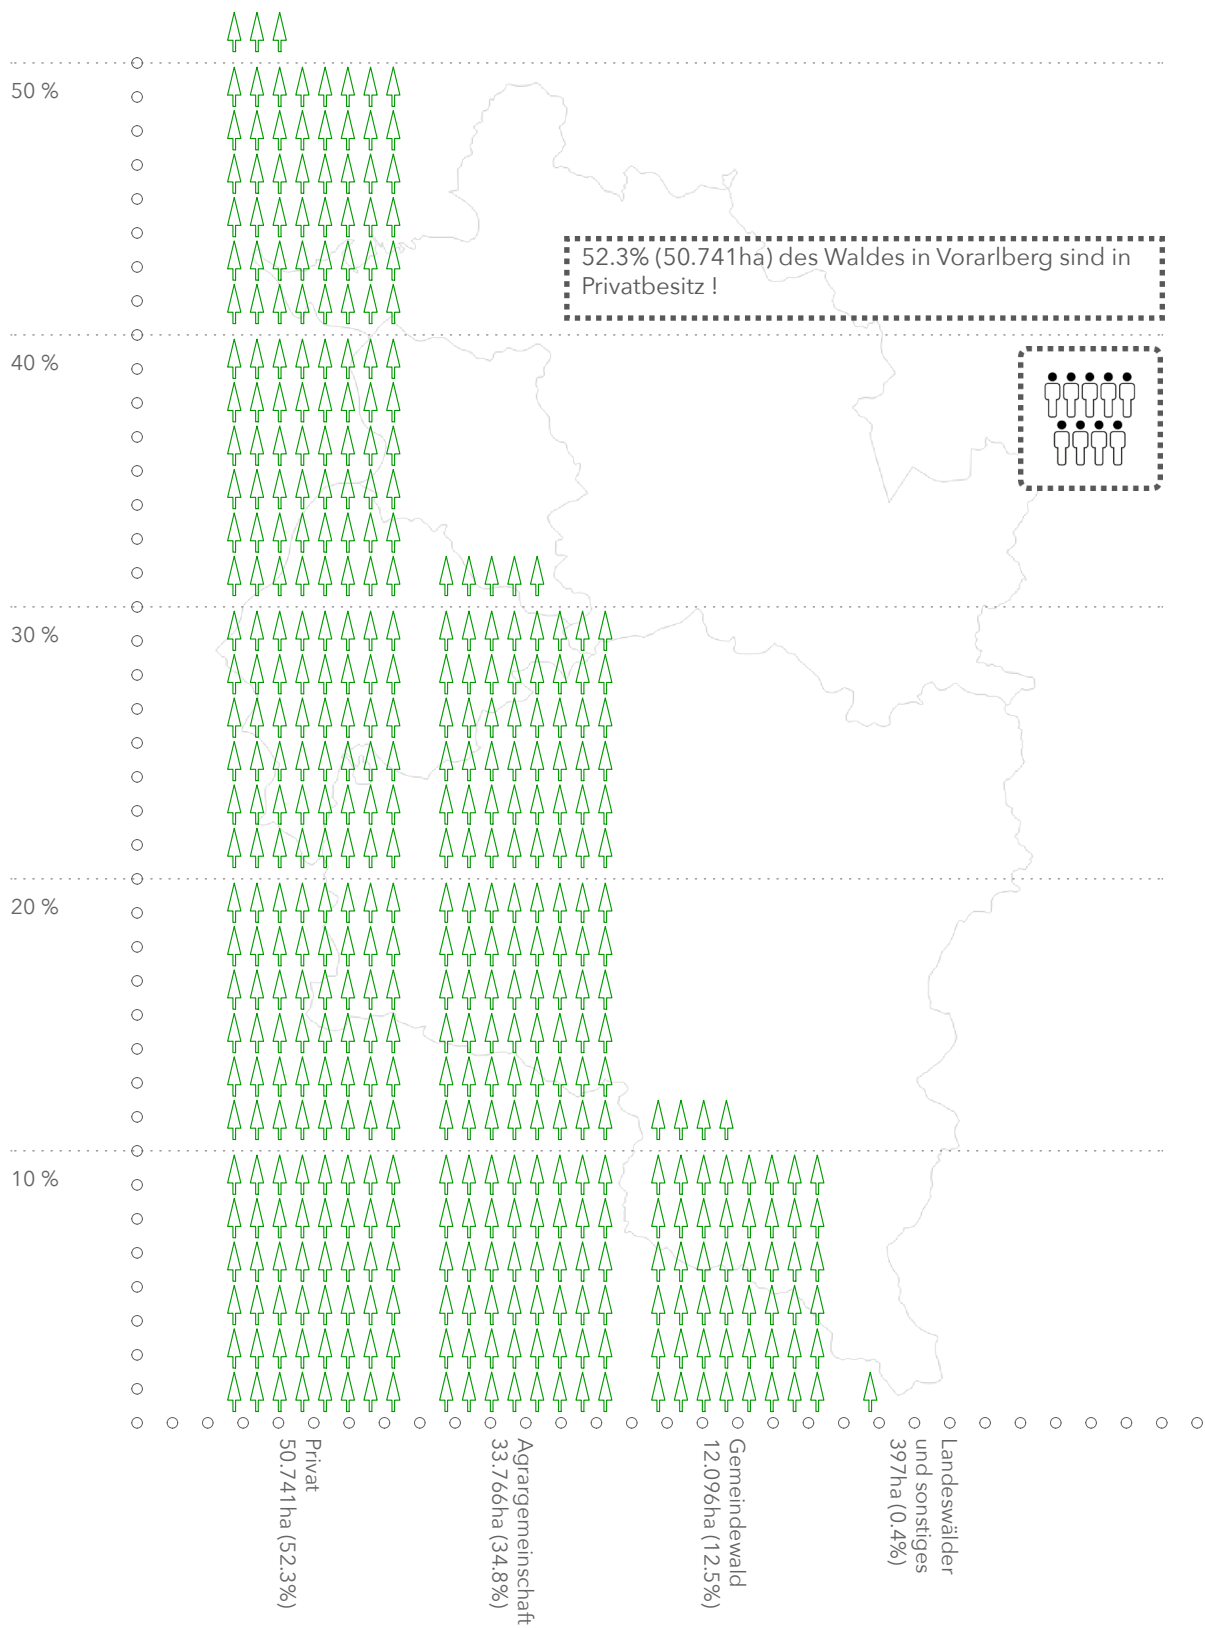 50 %
52.3% (50.741ha) des Waldes in Vorarlberg sind in
Privatbesitz !
40 %
30 %
20 %
10 %
Privat
50.741ha (52.3%)
Agrargemeinschaft
33.766ha (34.8%)
Gemeindewald
12.096ha (12.5%)
Landeswälder
und sonstiges
397ha (0.4%)